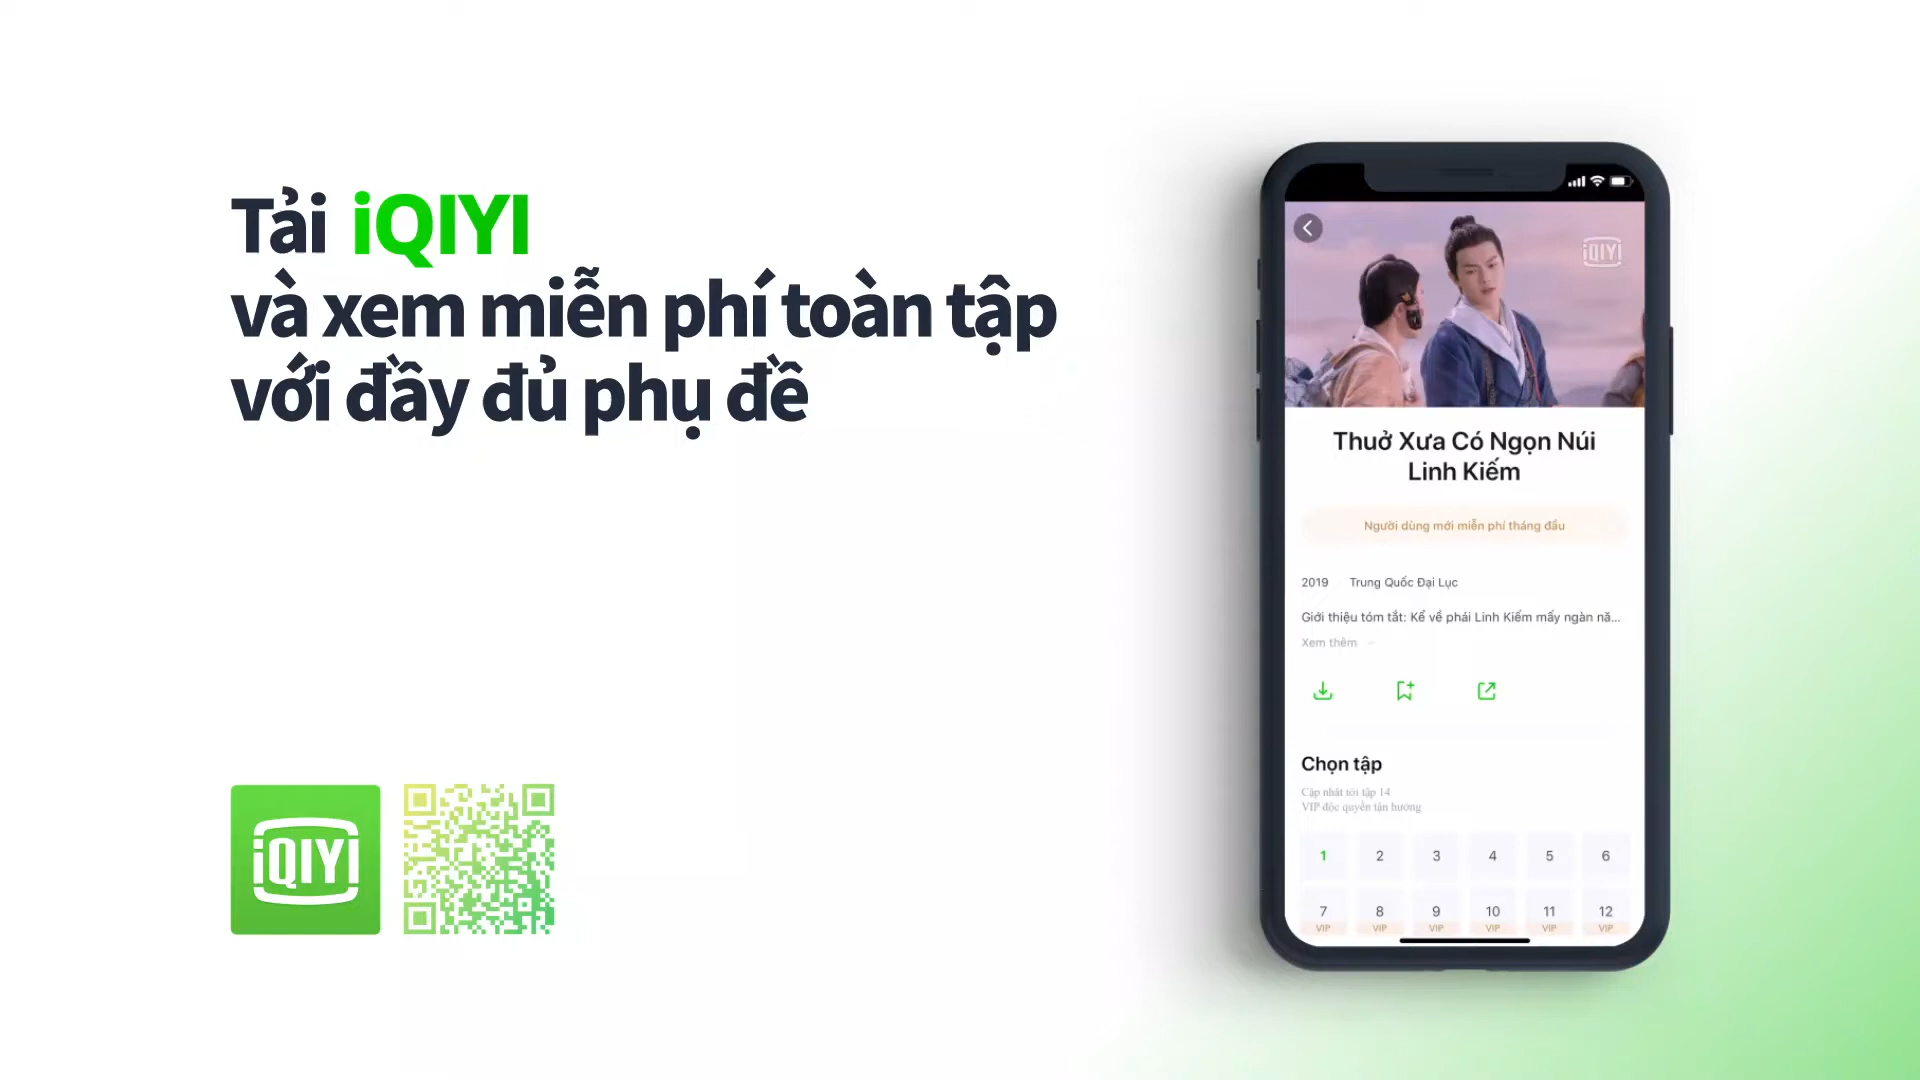 Tải iQIYI
và xem miễn phí toàn tập
với đầy đủ phụ đề
iQIYI
iQIYI
Thuở Xưa Có Ngọn Núi
Linh Kiếm
Người dùng mới miễn phí tháng đầu
2019 Trung Quốc Đại Lục
Giới thiệu tóm tắt: Kể về phái Linh Kiếm mấy ngàn nă...
Xem thêm
Chọn tập
Cập nhật tới tập 14
VIP độc quyền tận hưởng
1 2 3 4 5 6
7 8 9 10 11 12
VIP VIP VIP VIP VIP VIP